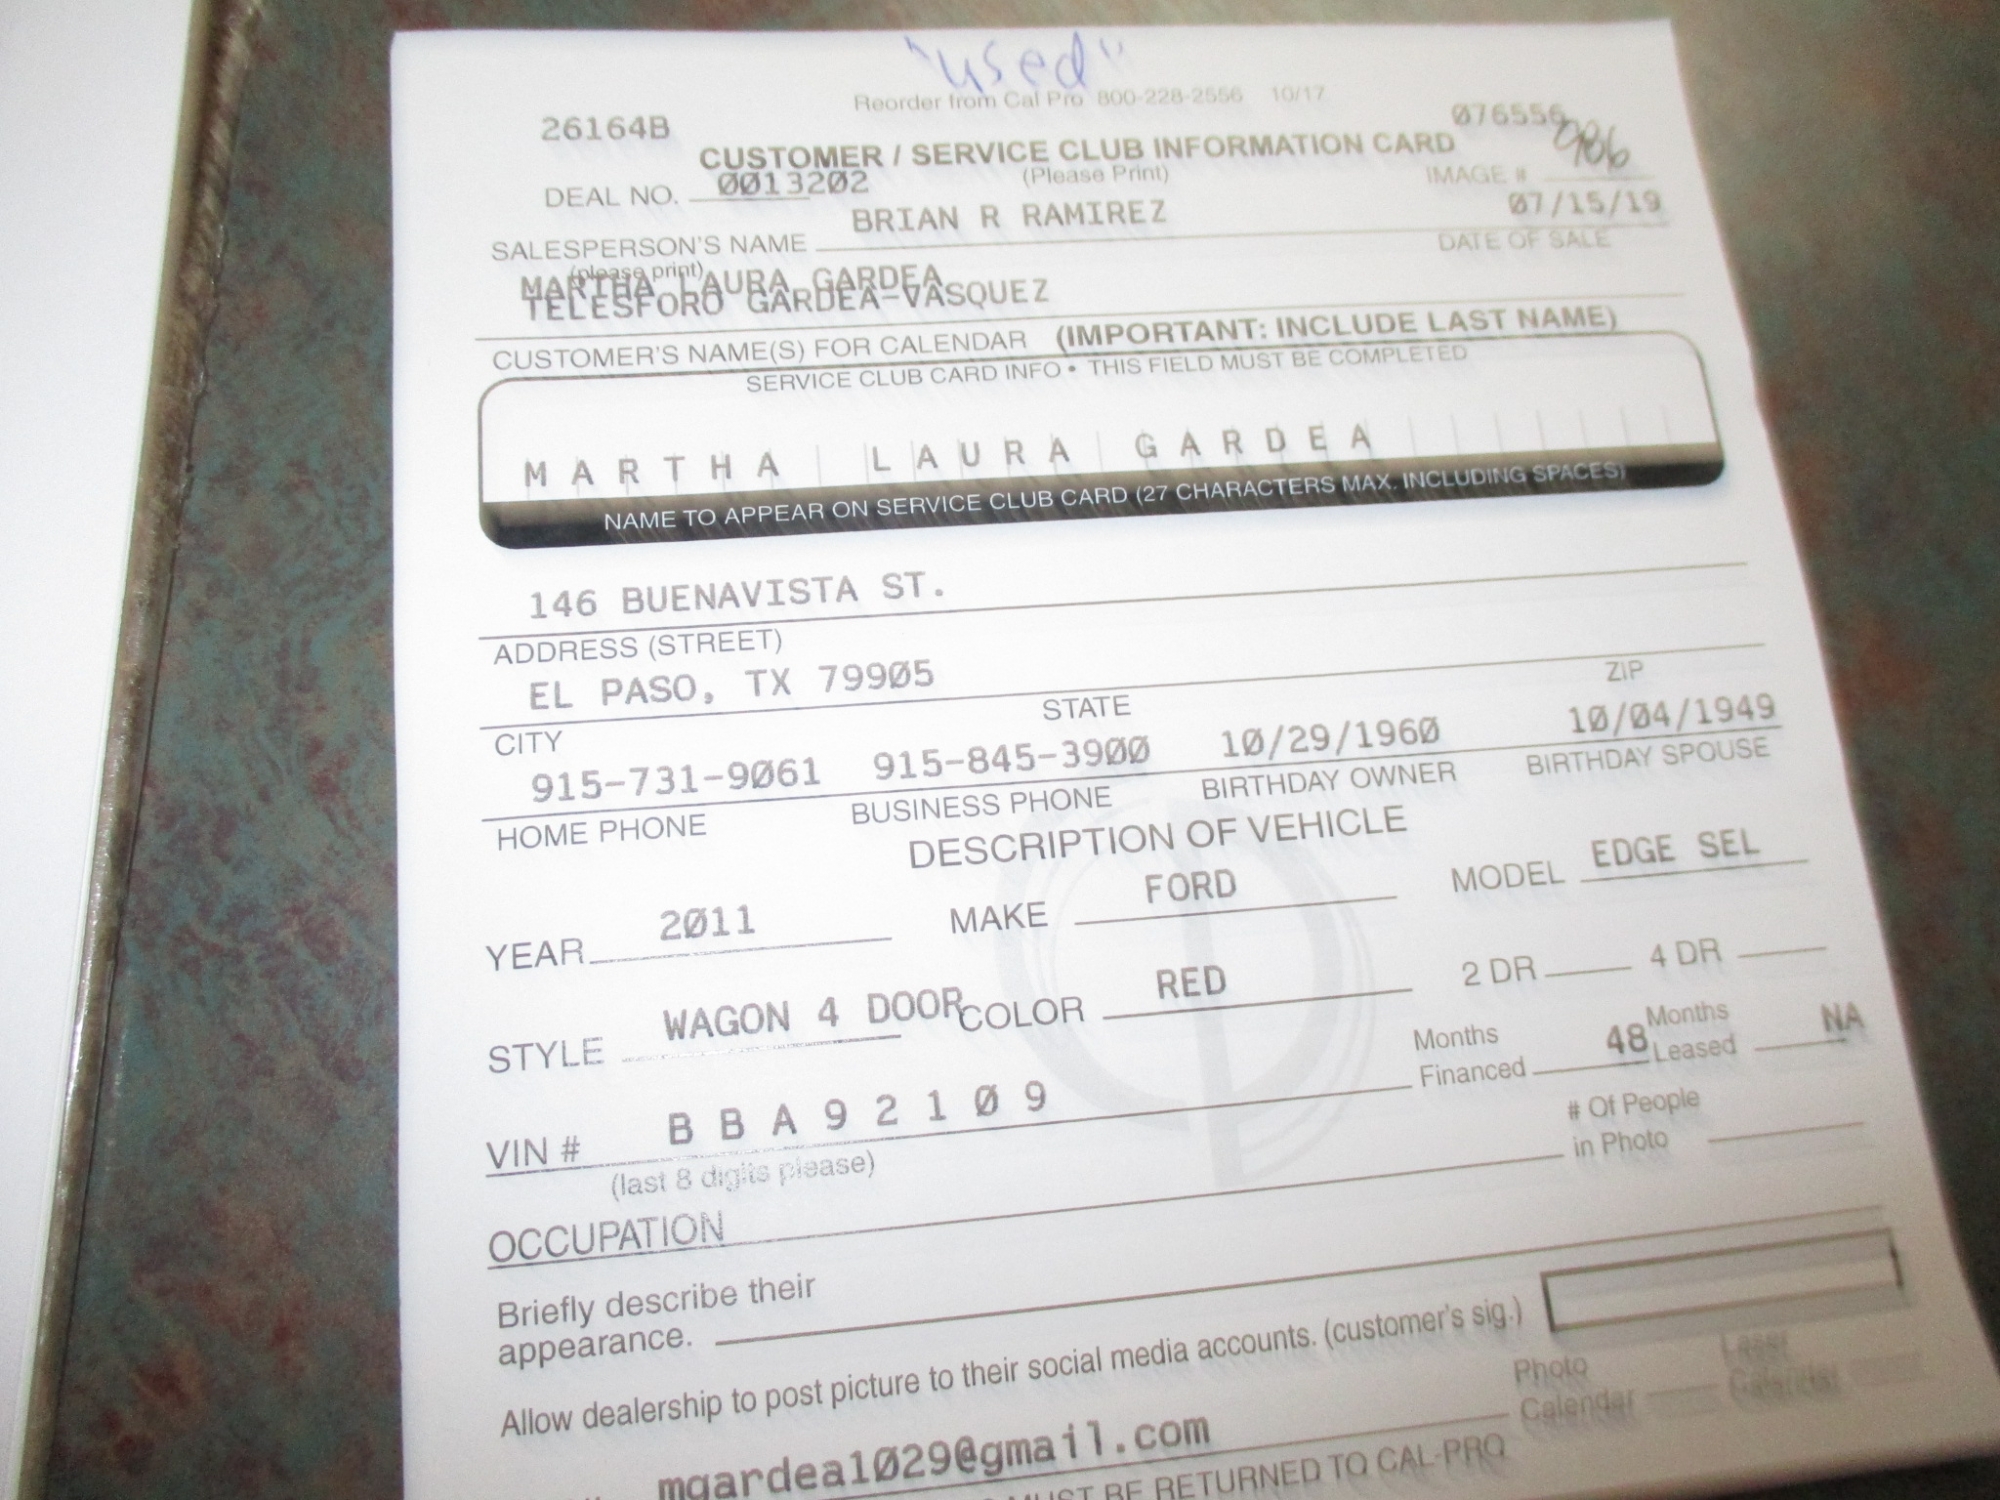 "used"
Reorder from Cal Pro 800-228-2556 10/17
26164B 076556
CUSTOMER / SERVICE CLUB INFORMATION CARD
DEAL NO. 0013202 (Please Print) IMAGE # 986
BRIAN R RAMIREZ 07/15/19
SALESPERSON'S NAME DATE OF SALE
(please print)
MARTHA LAURA GARDEA
TELESFORO GARDEA-VASQUEZ
CUSTOMER'S NAME(S) FOR CALENDAR (IMPORTANT: INCLUDE LAST NAME)
SERVICE CLUB CARD INFO • THIS FIELD MUST BE COMPLETED
MARTHA LAURA GARDEA
NAME TO APPEAR ON SERVICE CLUB CARD (27 CHARACTERS MAX. INCLUDING SPACES)
146 BUENAVISTA ST.
ADDRESS (STREET)
EL PASO, TX 79905
CITY STATE ZIP
915-731-9061 915-845-3900 10/29/1960 10/04/1949
HOME PHONE BUSINESS PHONE BIRTHDAY OWNER BIRTHDAY SPOUSE
DESCRIPTION OF VEHICLE
YEAR 2011 MAKE FORD MODEL EDGE SEL
STYLE WAGON 4 DOOR COLOR RED 2 DR 4 DR
VIN # BBA92109 Months Financed 48 Months Leased NA
(last 8 digits please)
OCCUPATION # Of People in Photo
Briefly describe their
appearance.
Allow dealership to post picture to their social media accounts. (customer's sig.)
Photo Calendar Laser Calendar
mgardea1029@gmail.com
MUST BE RETURNED TO CAL-PRO